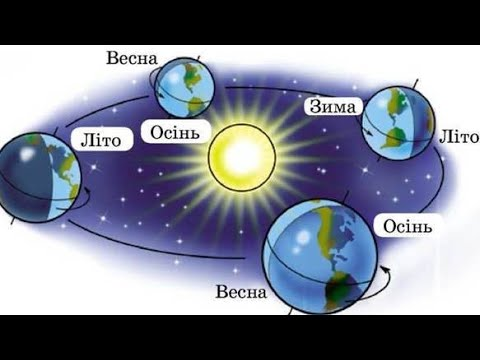 Весна
Осінь
Літо
Зима
Літо
Осінь
Весна